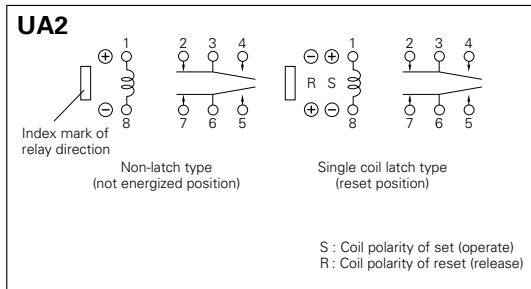 UA2
⊕ 1 2 3 4 ⊖ ⊕ 1 2 3 4
R S
⊖ 8 7 6 5 ⊕ ⊖ 8 7 6 5
Index mark of
relay direction
Non-latch type
(not energized position)
Single coil latch type
(reset position)
S : Coil polarity of set (operate)
R : Coil polarity of reset (release)